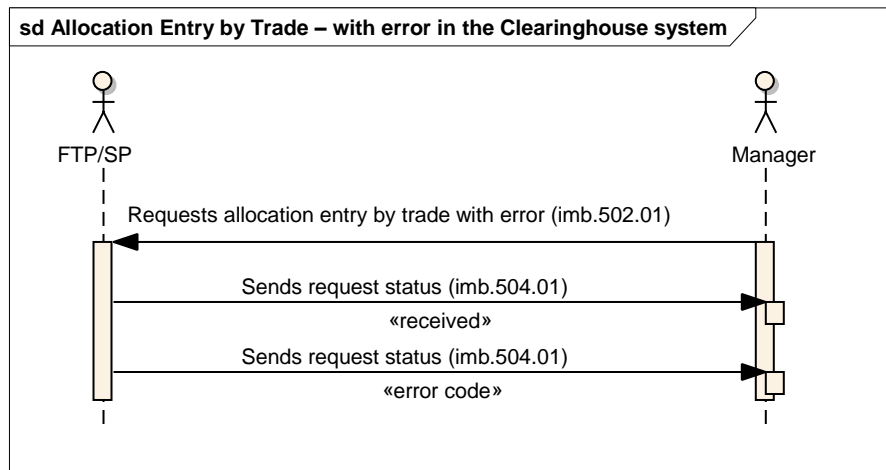 sd Allocation Entry by Trade – with error in the Clearinghouse system
FTP/SP
Manager
Requests allocation entry by trade with error (imb.502.01)
Sends request status (imb.504.01)
«received»
Sends request status (imb.504.01)
«error code»